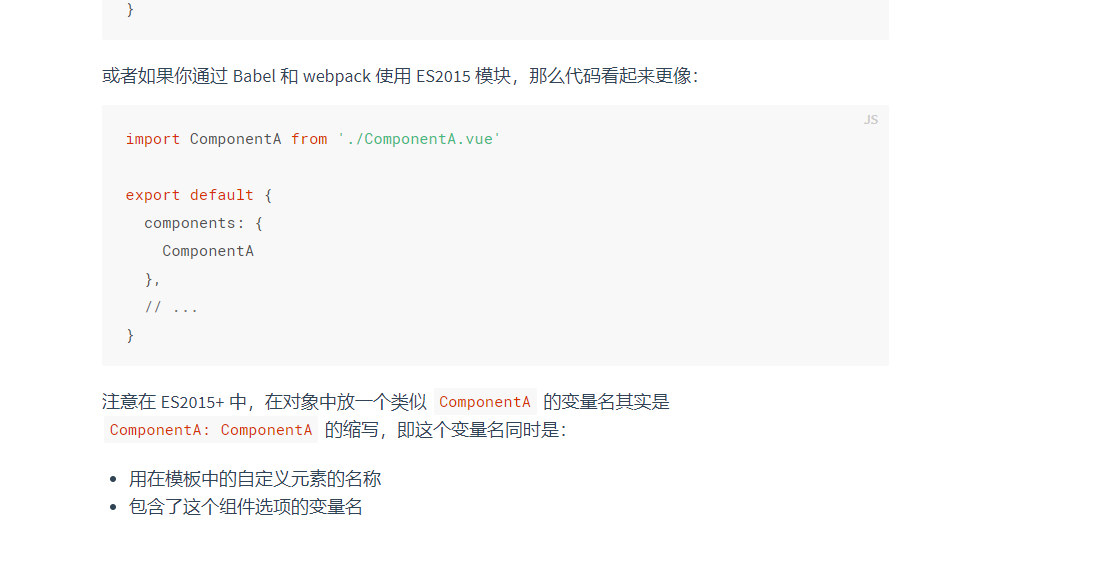 }
或者如果你通过 Babel 和 webpack 使用 ES2015 模块，那么代码看起来更像：
JS
import ComponentA from './ComponentA.vue'
export default {
components: {
ComponentA
},
// ...
}
注意在 ES2015+ 中，在对象中放一个类似 ComponentA 的变量名其实是
ComponentA: ComponentA 的缩写，即这个变量名同时是：
• 用在模板中的自定义元素的名称
• 包含了这个组件选项的变量名